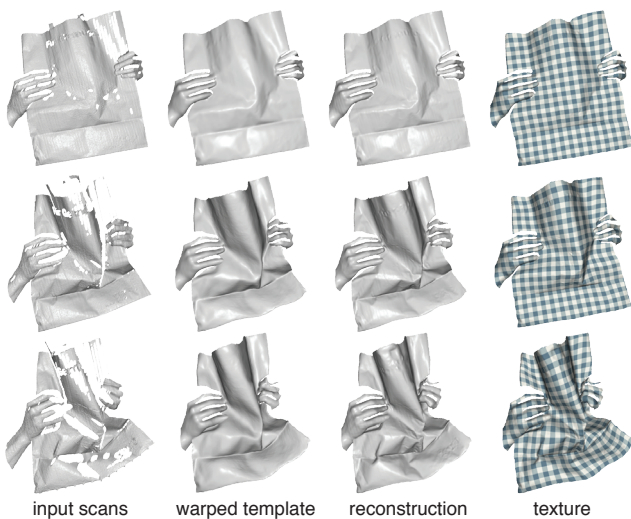 input scans
warped template
reconstruction
texture